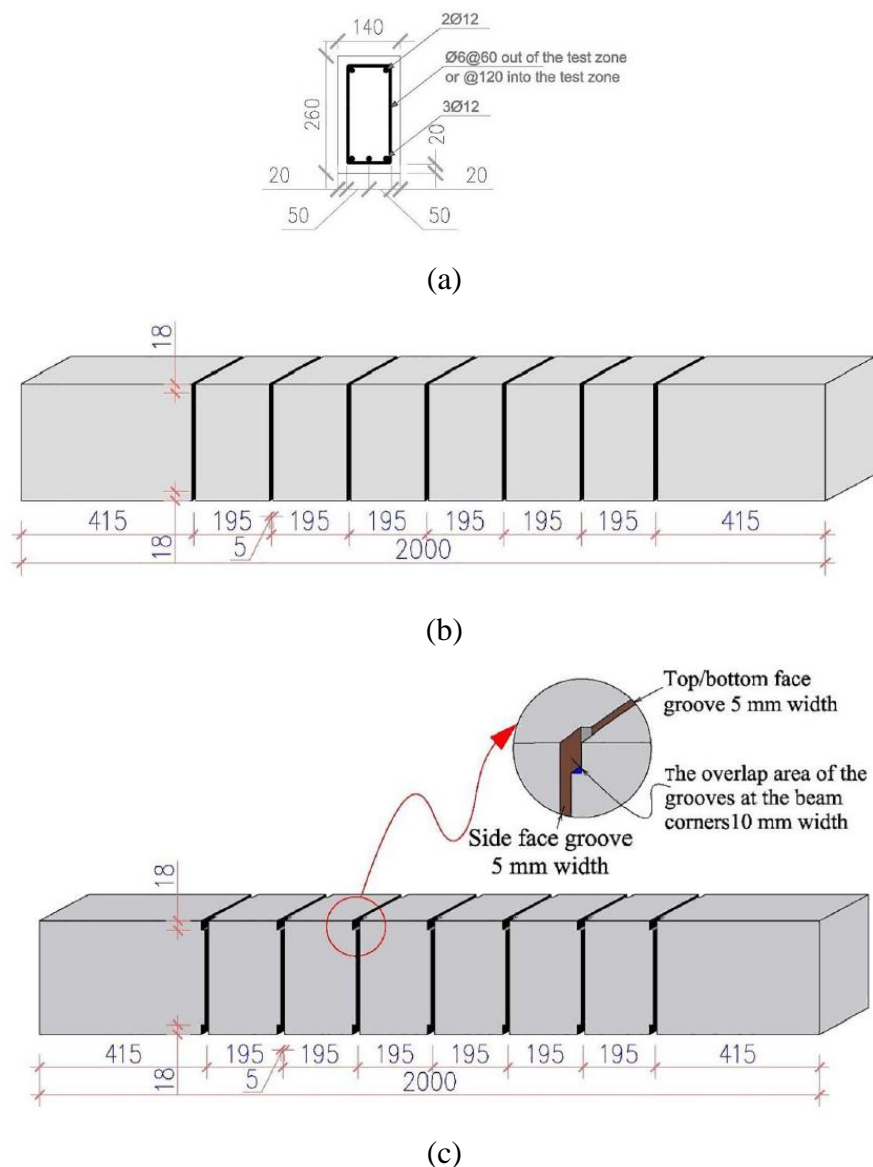 140
2Ø12
Ø6@60 out of the test zone
or @120 into the test zone
260
3Ø12
20
20
20
50
50
(a)
18
415
195
195
195
195
195
195
415
18
5
2000
(b)
Top/bottom face
groove 5 mm width
The overlap area of the
grooves at the beam
corners10 mm width
Side face groove
5 mm width
18
415
195
195
195
195
195
195
415
18
5
2000
(c)